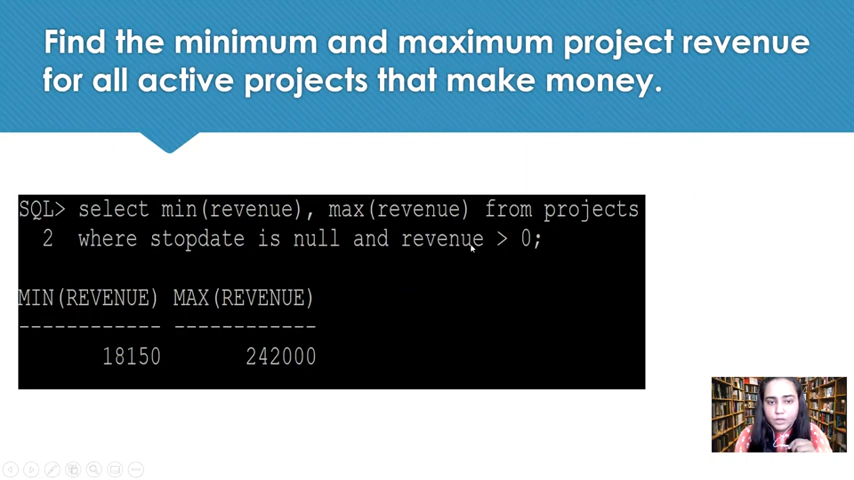 Find the minimum and maximum project revenue
for all active projects that make money.
SQL> select min(revenue), max(revenue) from projects
2 where stopdate is null and revenue > 0;
MIN(REVENUE) MAX(REVENUE)
------------ ------------
18150 242000